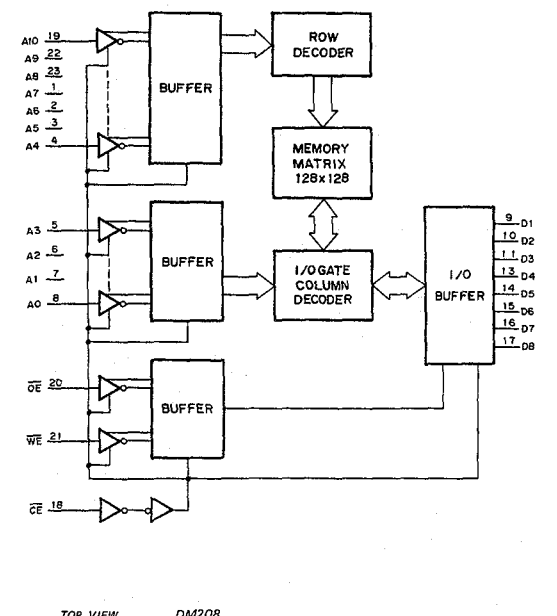 A10 19
A9 22
A8 23
A7 1
A6 2
A5 3
A4 4
BUFFER
ROW
DECODER
MEMORY
MATRIX
128x128
A3 5
A2 6
A1 7
A0 8
BUFFER
I/O GATE
COLUMN
DECODER
I/O
BUFFER
9 D1
10 D2
11 D3
13 D4
14 D5
15 D6
16 D7
17 D8
OE 20
WE 21
BUFFER
CE 18
TOP VIEW DM208